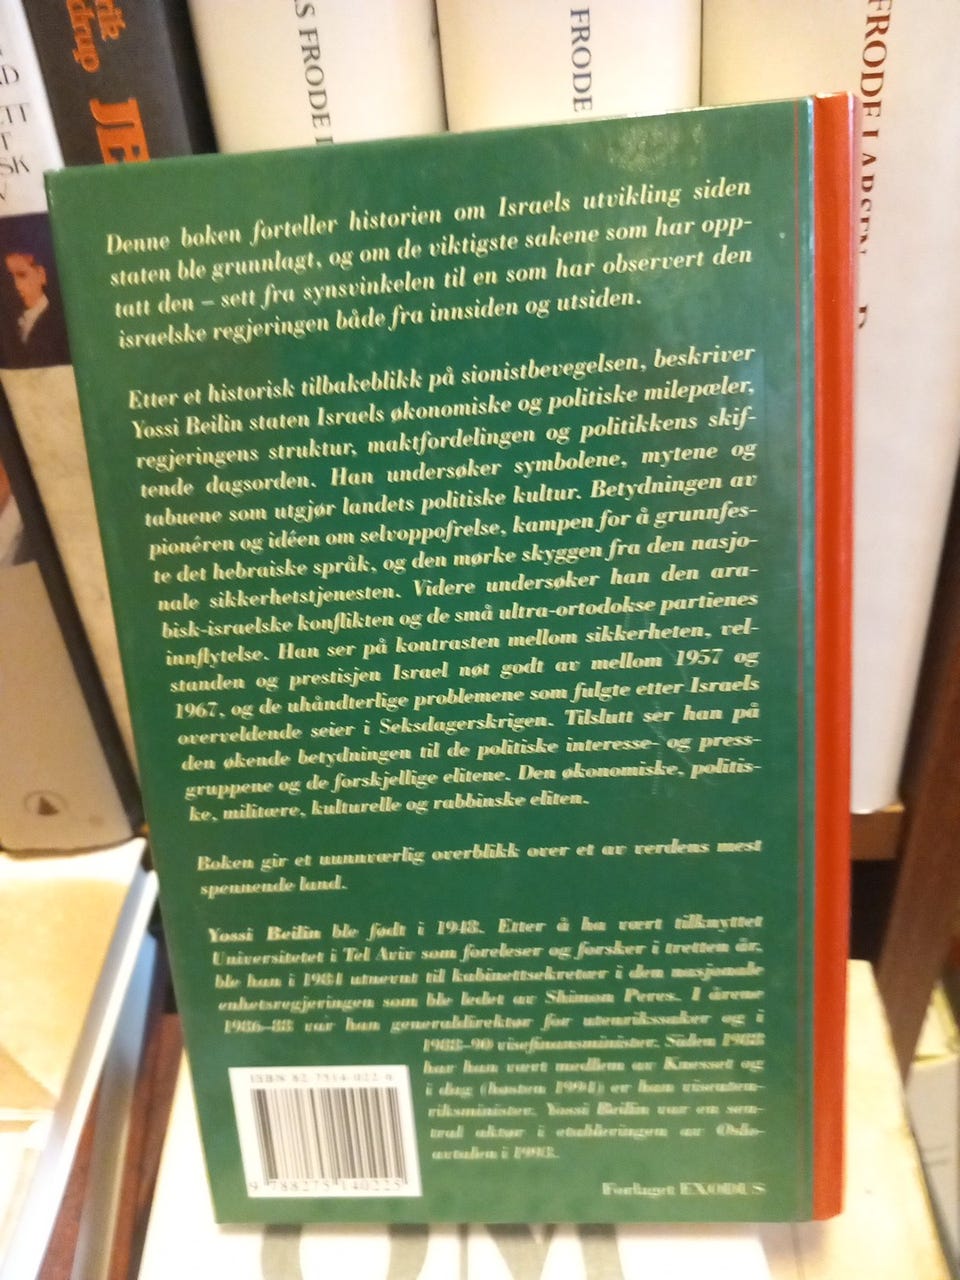 S FRODE
FRODE
FRODE LARSEN
Denne boken forteller historien om Israels utvikling siden
staten ble grunnlagt, og om de viktigste sakene som har opp-
tatt den – sett fra synsvinkelen til en som har observert den
israelske regjeringen både fra innsiden og utsiden.
Etter et historisk tilbakeblikk på sionistbevegelsen, beskriver
Yossi Beilin staten Israels økonomiske og politiske milepæler,
regjeringens struktur, maktfordelingen og politikkens skif-
tende dagsorden. Han undersøker symbolene, mytene og
tabuene som utgjør landets politiske kultur. Betydningen av
pionéren og idéen om selvoppofrelse, kampen for å grunnfes-
te det hebraiske språk, og den mørke skyggen fra den nasjo-
nale sikkerhetstjenesten. Videre undersøker han den ara-
bisk-israelske konflikten og de små ultra-ortodokse partienes
innflytelse. Han ser på kontrasten mellom sikkerheten, vel-
standen og prestisjen Israel nøt godt av mellom 1957 og
1967, og de uhåndterlige problemene som fulgte etter Israels
overveldende seier i Seksdagerskrigen. Tilslutt ser han på
den økende betydningen til de politiske interesse- og press-
gruppene og de forskjellige elitene. Den økonomiske, politis-
ke, militære, kulturelle og rabbinske eliten.
Boken gir et uunnværlig overblikk over et av verdens mest
spennende land.
Yossi Beilin ble født i 1948. Etter å ha vært tilknyttet
Universitetet i Tel Aviv som foreleser og forsker i tretten år,
ble han i 1984 utnevnt til kabinettsekretær i den nasjonale
enhetsregjeringen som ble ledet av Shimon Peres. I årene
1986–88 var han generaldirektør for utenrikssaker og i
1988–90 visefinansminister. Siden 1988
har han vært medlem av Knesset og
i dag (høsten 1994) er han viseuten-
riksminister. Yossi Beilin var en sen-
tral aktør i etableringen av Oslo-
avtalen i 1993.
ISBN 82-7514-022-6
9 788275 140225
Forlaget EXODUS